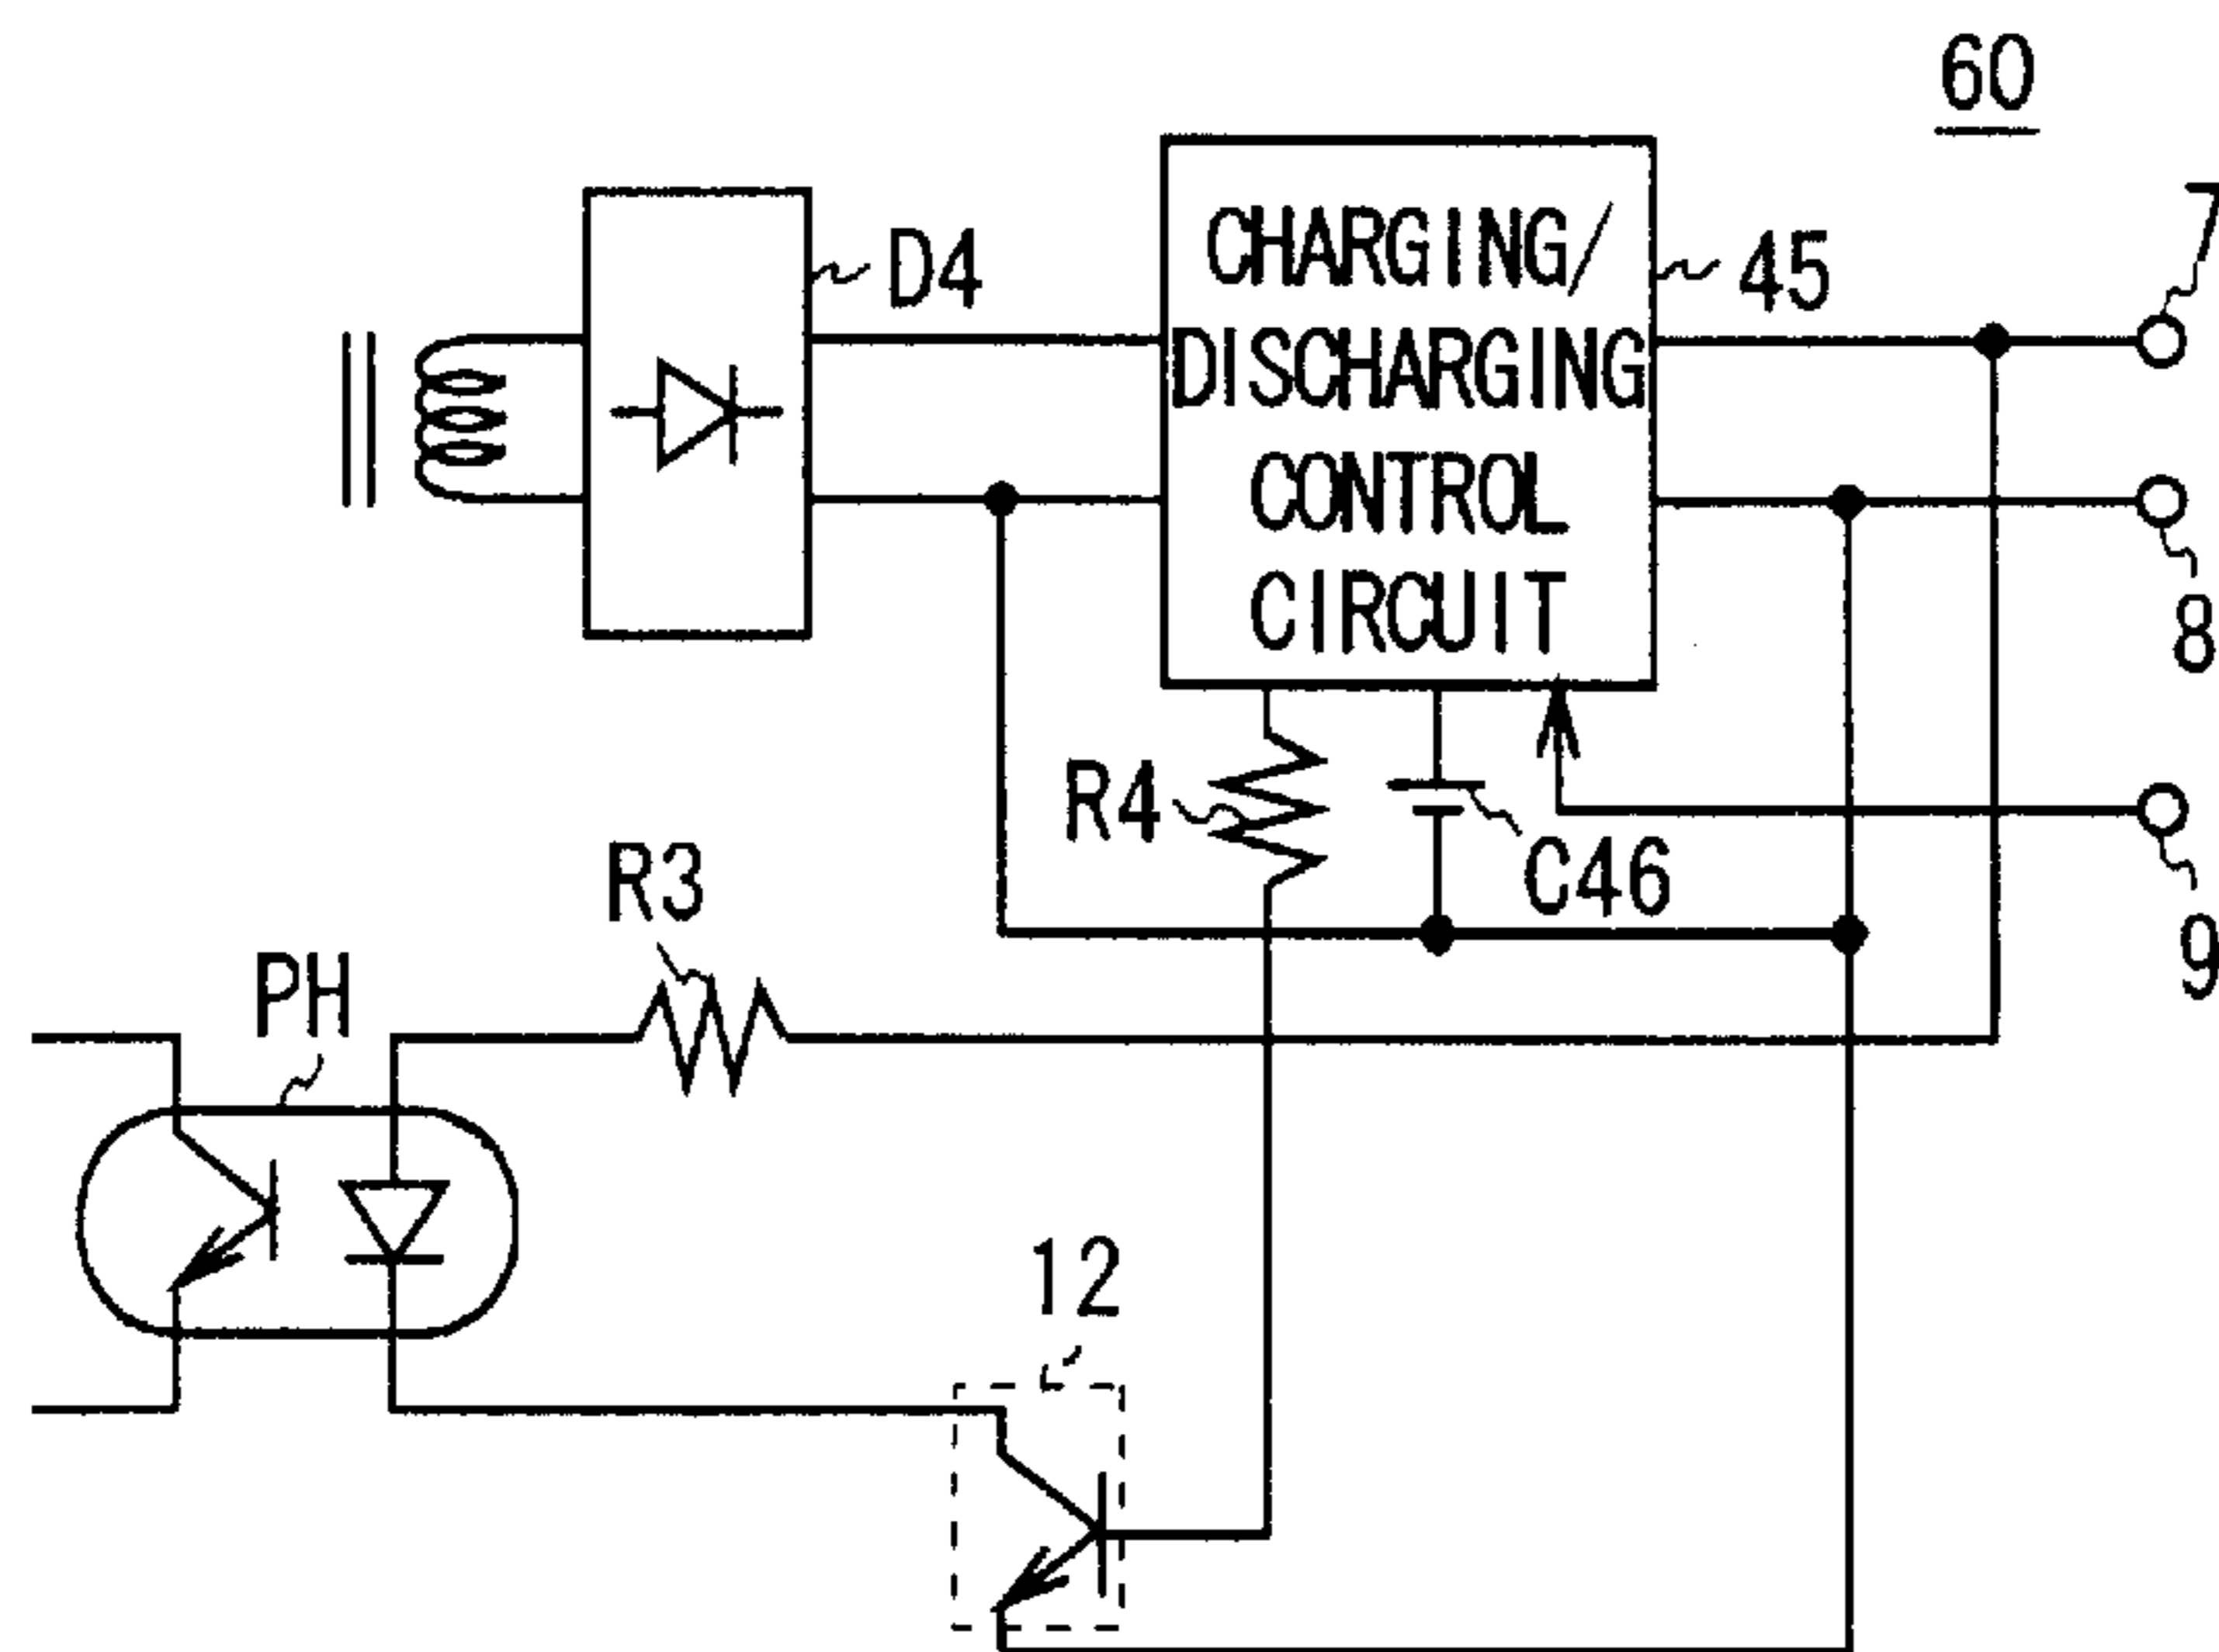 60
CHARGING/
DISCHARGING
CONTROL
CIRCUIT
D4
45
7
8
R4
C46
9
R3
PH
12